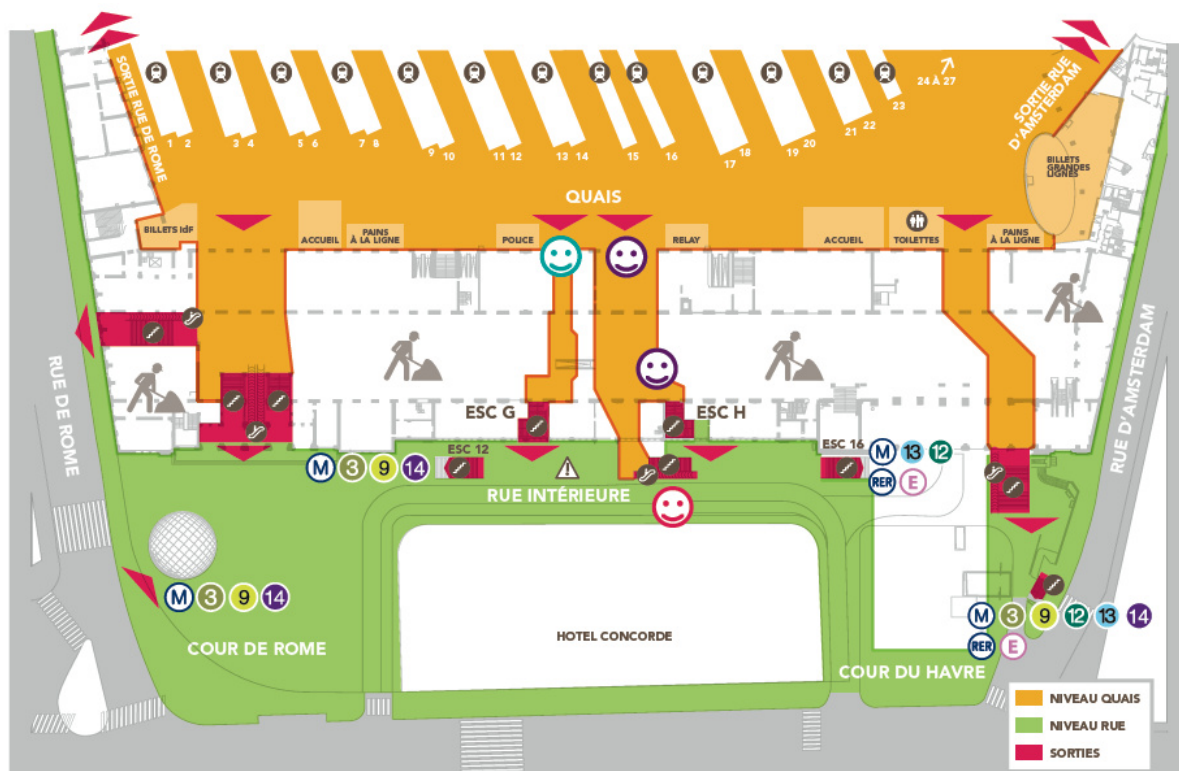 SORTIE RUE DE ROME
1 2 3 4 5 6 7 8 9 10 11 12 13 14 15 16 17 18 19 20 21 22 23
24 À 27
SORTIE RUE
D'AMSTERDAM
BILLETS
GRANDES
LIGNES
QUAIS
BILLETS IdF
ACCUEIL
PAINS
À LA LIGNE
POLICE
RELAY
ACCUEIL
TOILETTES
PAINS
À LA LIGNE
RUE DE ROME
RUE D'AMSTERDAM
ESC G
ESC H
ESC 12
ESC 16
M 3 9 14
M 13 12
RER E
RUE INTÉRIEURE
M 3 9 14
M 3 9 12 13 14
RER E
HOTEL CONCORDE
COUR DE ROME
COUR DU HAVRE
NIVEAU QUAIS
NIVEAU RUE
SORTIES